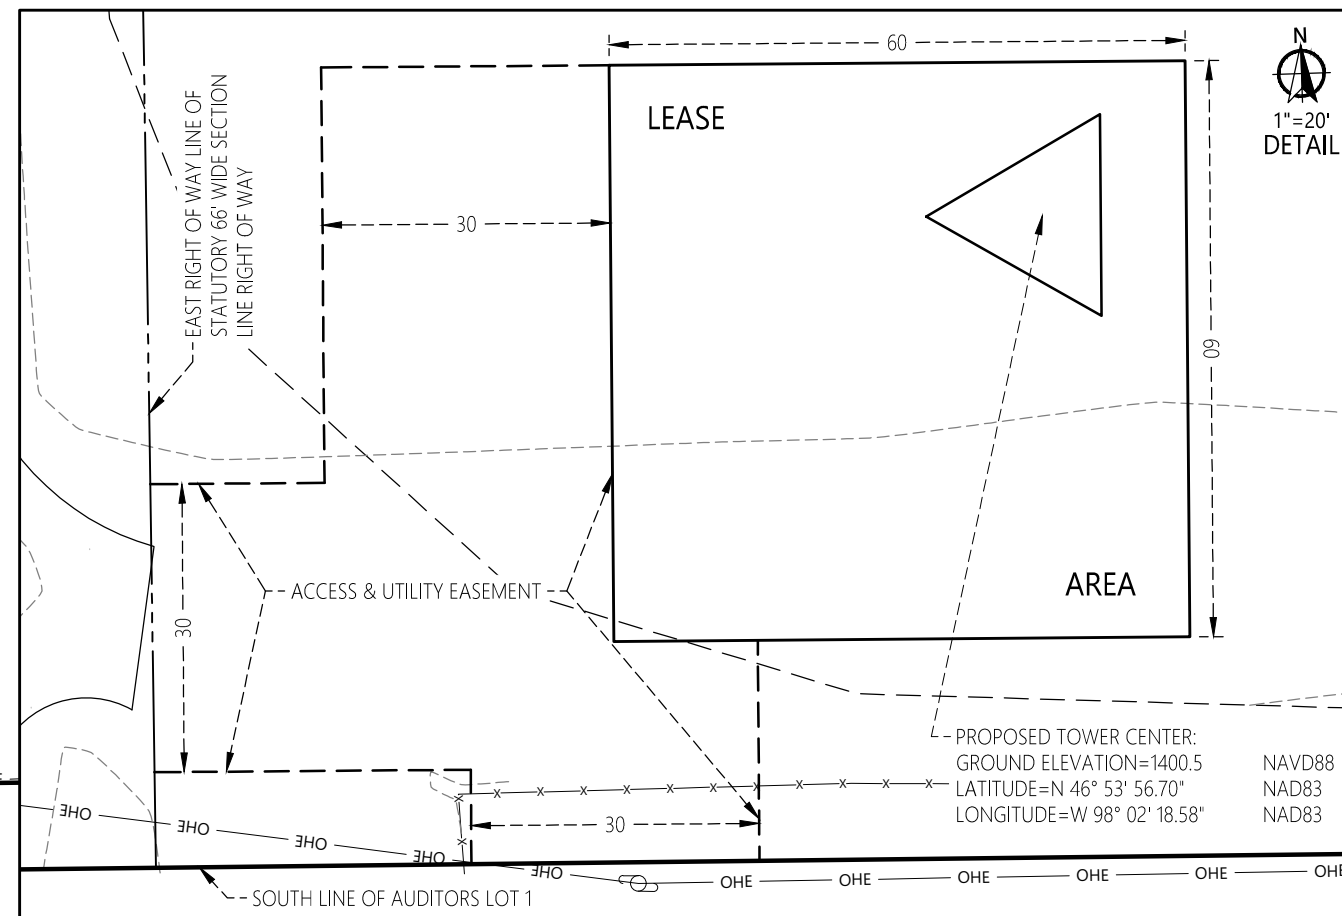 60
N
1"=20'
DETAIL
LEASE
EAST RIGHT OF WAY LINE OF
STATUTORY 66' WIDE SECTION
LINE RIGHT OF WAY
30
60
AREA
ACCESS & UTILITY EASEMENT
30
PROPOSED TOWER CENTER:
GROUND ELEVATION=1400.5 NAVD88
LATITUDE=N 46° 53' 56.70" NAD83
LONGITUDE=W 98° 02' 18.58" NAD83
X X X X X X X X X X X
X
X
30
OHE OHE OHE OHE OHE
OHE OHE OHE OHE OHE OHE
SOUTH LINE OF AUDITORS LOT 1